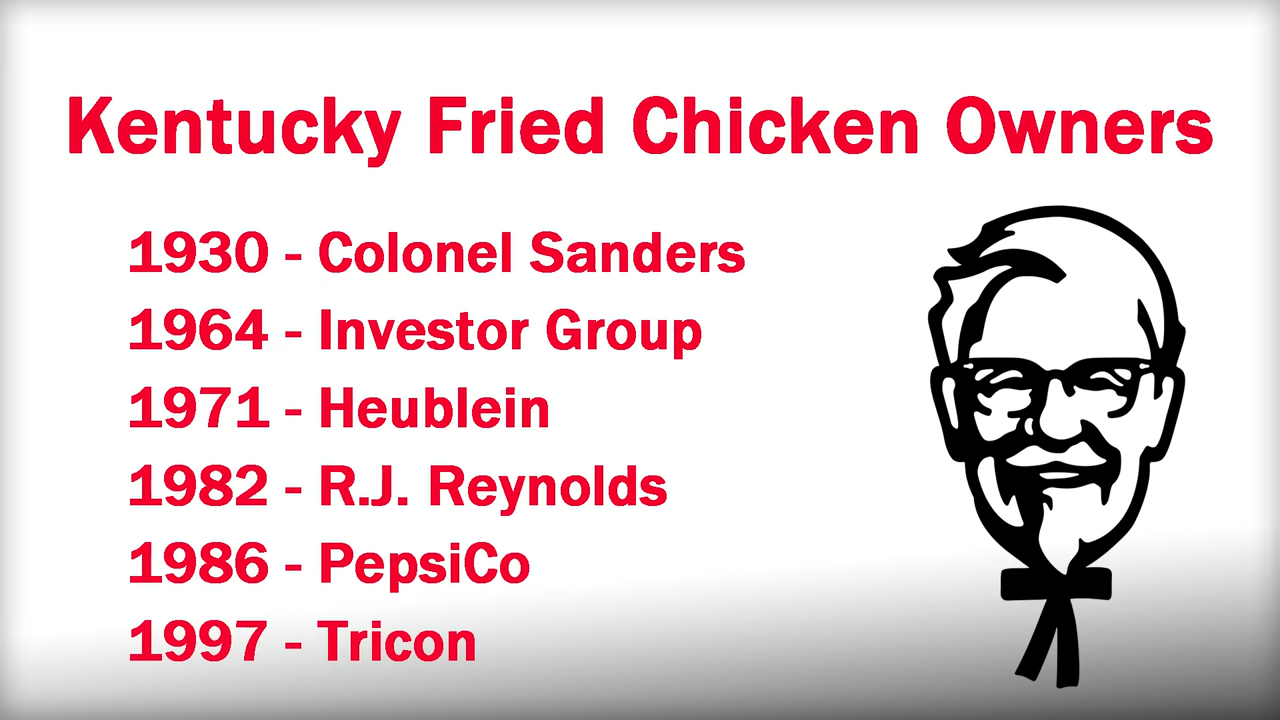 Kentucky Fried Chicken Owners
1930 - Colonel Sanders
1964 - Investor Group
1971 - Heublein
1982 - R.J. Reynolds
1986 - PepsiCo
1997 - Tricon